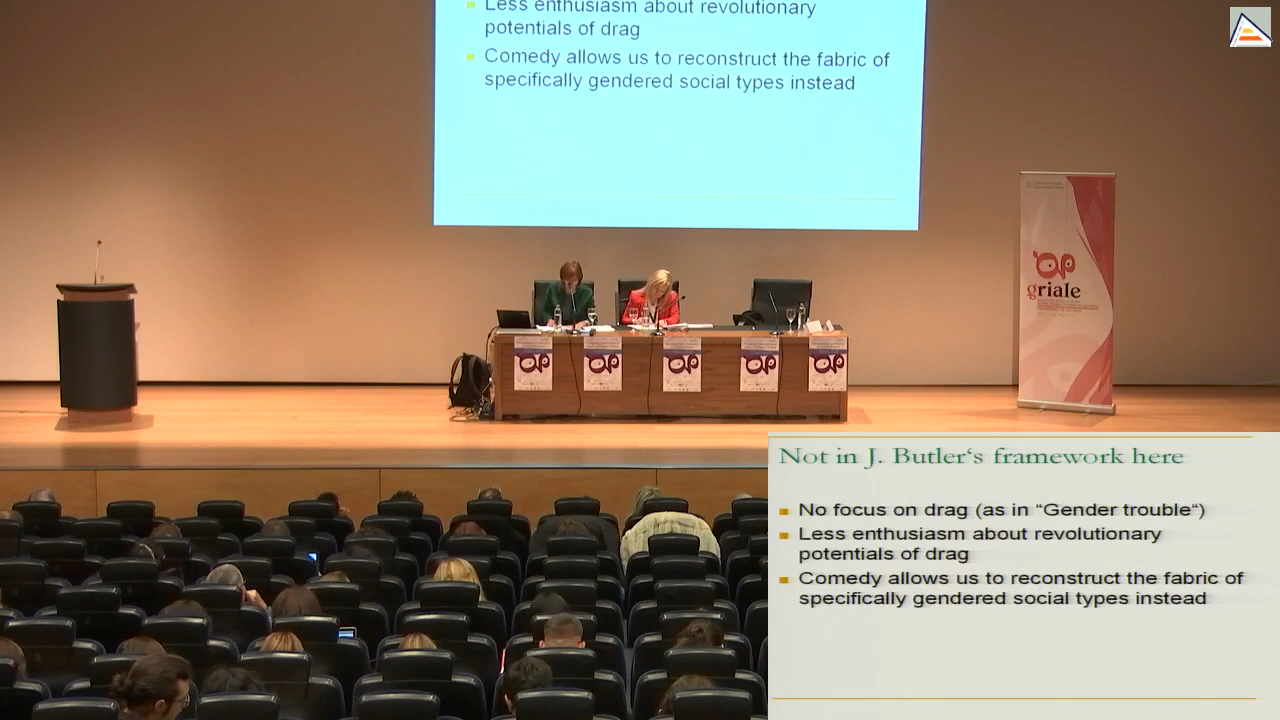 Less enthusiasm about revolutionary
potentials of drag
Comedy allows us to reconstruct the fabric of
specifically gendered social types instead
griale
Not in J. Butler‘s framework here
No focus on drag (as in “Gender trouble“)
Less enthusiasm about revolutionary
potentials of drag
Comedy allows us to reconstruct the fabric of
specifically gendered social types instead